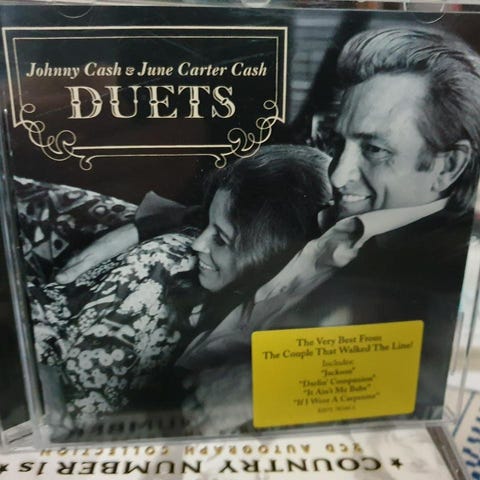 Johnny Cash & June Carter Cash
DUETS
The Very Best From
The Couple That Walked The Line!
Includes:
"Jackson"
"Darlin' Companion"
"It Ain't Me Babe"
"If I Were A Carpenter"
★ COUNTRY NUMBER 1s ★
2CD AUTOGRAPH COLLECTION